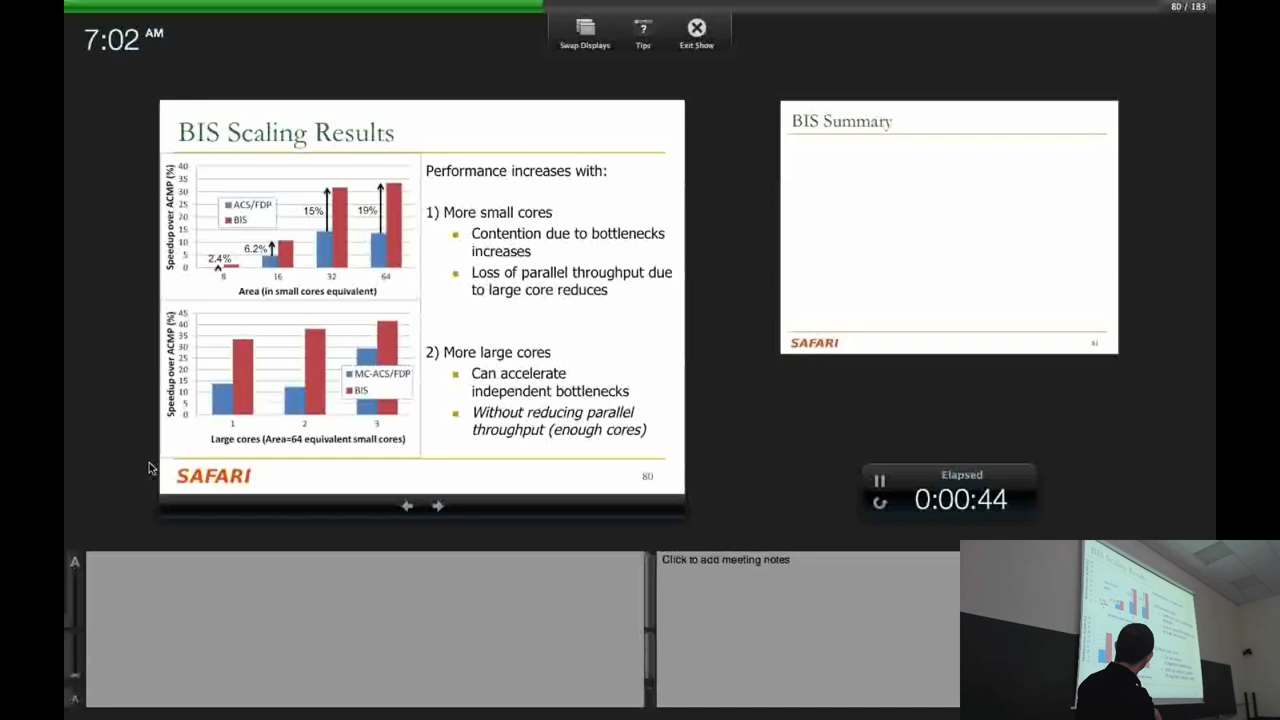 80 / 183
7:02 AM
Swap Displays
Tips
Exit Show
BIS Scaling Results
Speedup over ACMP (%)
40
35
30
25
20
15
10
5
0
ACS/FDP
BIS
2.4%
6.2%
15%
19%
8
16
32
64
Area (in small cores equivalent)
Speedup over ACMP (%)
45
40
35
30
25
20
15
10
5
0
MC-ACS/FDP
BIS
1
2
3
Large cores (Area=64 equivalent small cores)
Performance increases with:
1) More small cores
Contention due to bottlenecks
increases
Loss of parallel throughput due
to large core reduces
2) More large cores
Can accelerate
independent bottlenecks
Without reducing parallel
throughput (enough cores)
SAFARI
80
BIS Summary
SAFARI
81
Elapsed
0:00:44
A
A
Click to add meeting notes
BIS Scaling Results